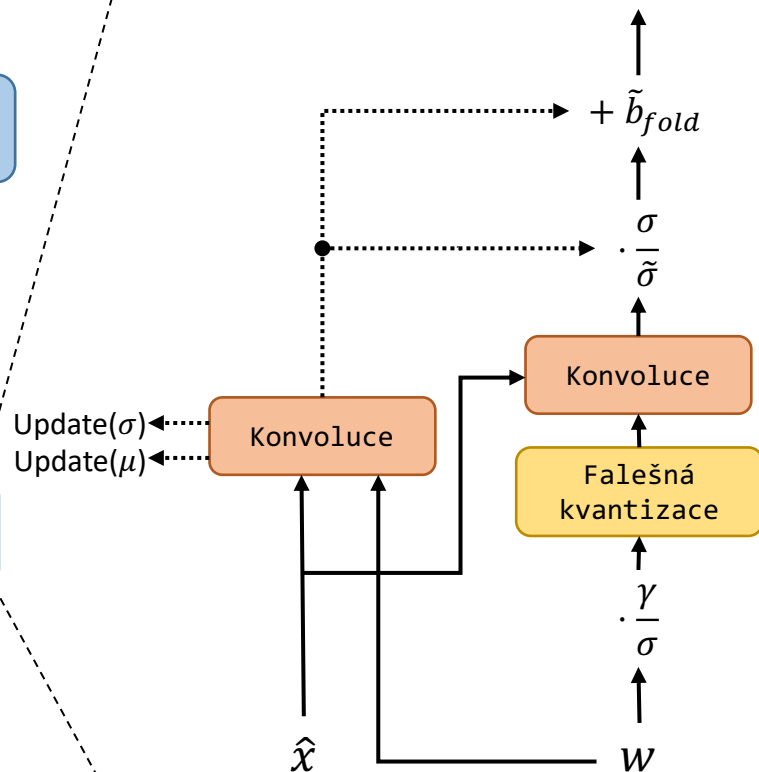 + b̃_fold
· σ/σ̃
Konvoluce
Update(σ)
Update(μ)
Konvoluce
Falešná
kvantizace
· γ/σ
x̂
w